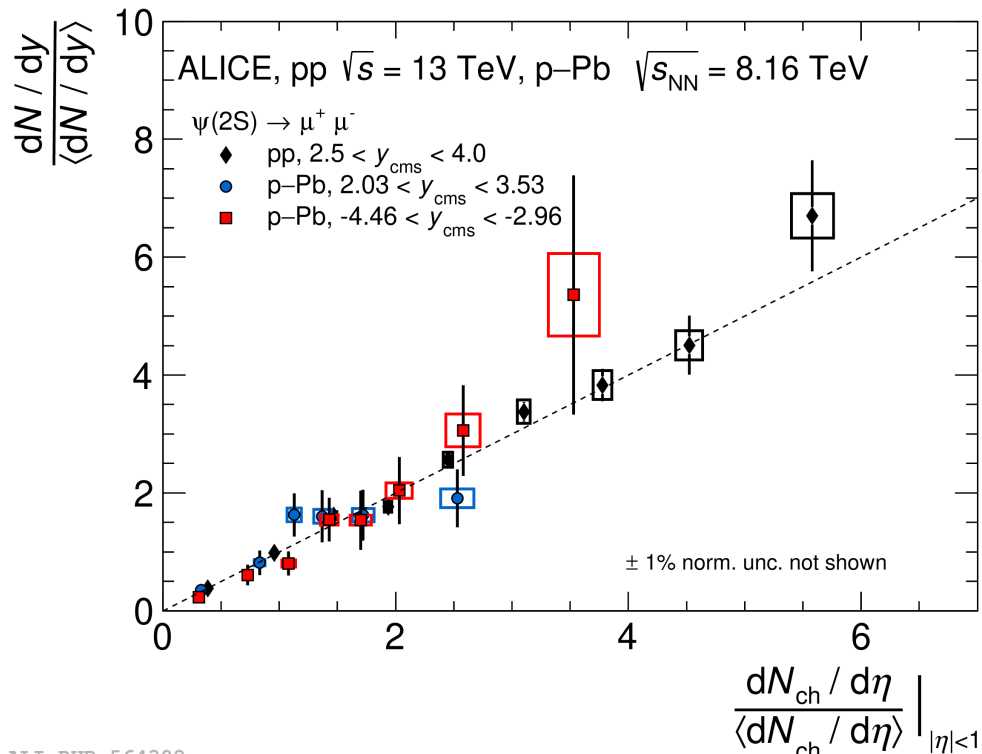 dN / dy
⟨dN / dy⟩
10
8
6
4
2
0
ALICE, pp √s = 13 TeV, p–Pb √sNN = 8.16 TeV
ψ(2S) → μ+ μ-
pp, 2.5 < ycms < 4.0
p–Pb, 2.03 < ycms < 3.53
p–Pb, -4.46 < ycms < -2.96
± 1% norm. unc. not shown
0 2 4 6
dNch / dη
⟨dNch / dη⟩ | |η|<1